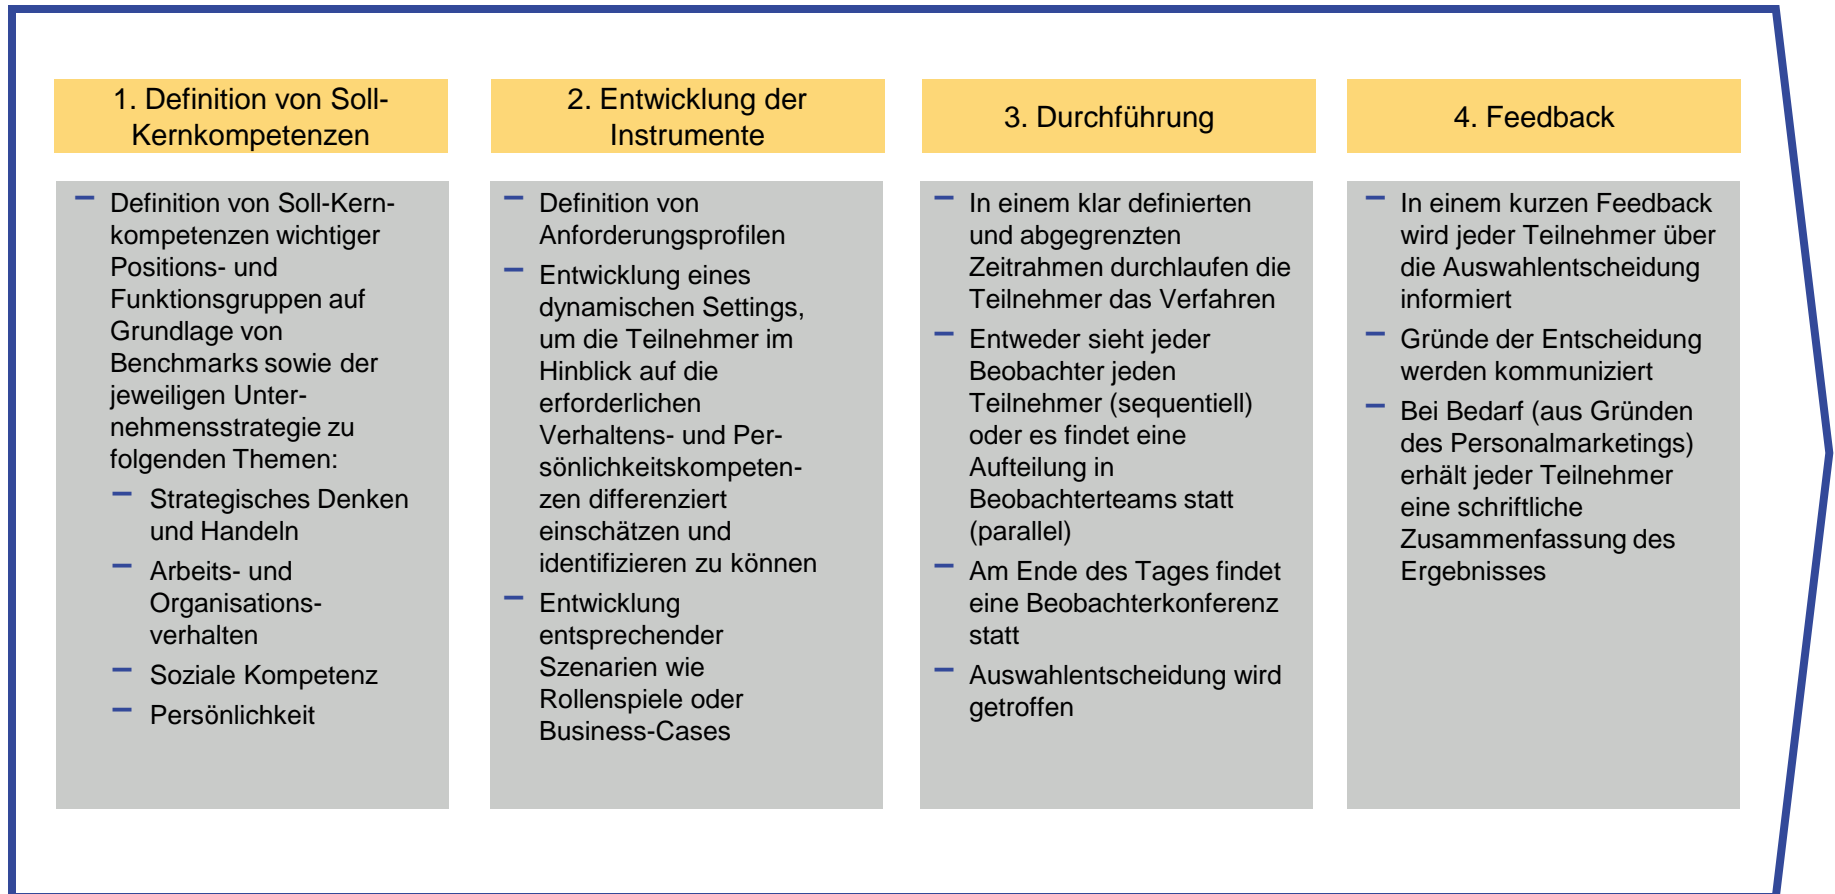 1. Definition von Soll-
Kernkompetenzen
– Definition von Soll-Kern-
kompetenzen wichtiger
Positions- und
Funktionsgruppen auf
Grundlage von
Benchmarks sowie der
jeweiligen Unter-
nehmensstrategie zu
folgenden Themen:
– Strategisches Denken
und Handeln
– Arbeits- und
Organisations-
verhalten
– Soziale Kompetenz
– Persönlichkeit
2. Entwicklung der
Instrumente
– Definition von
Anforderungsprofilen
– Entwicklung eines
dynamischen Settings,
um die Teilnehmer im
Hinblick auf die
erforderlichen
Verhaltens- und Per-
sönlichkeitskompeten-
zen differenziert
einschätzen und
identifizieren zu können
– Entwicklung
entsprechender
Szenarien wie
Rollenspiele oder
Business-Cases
3. Durchführung
– In einem klar definierten
und abgegrenzten
Zeitrahmen durchlaufen die
Teilnehmer das Verfahren
– Entweder sieht jeder
Beobachter jeden
Teilnehmer (sequentiell)
oder es findet eine
Aufteilung in
Beobachterteams statt
(parallel)
– Am Ende des Tages findet
eine Beobachterkonferenz
statt
– Auswahlentscheidung wird
getroffen
4. Feedback
– In einem kurzen Feedback
wird jeder Teilnehmer über
die Auswahlentscheidung
informiert
– Gründe der Entscheidung
werden kommuniziert
– Bei Bedarf (aus Gründen
des Personalmarketings)
erhält jeder Teilnehmer
eine schriftliche
Zusammenfassung des
Ergebnisses